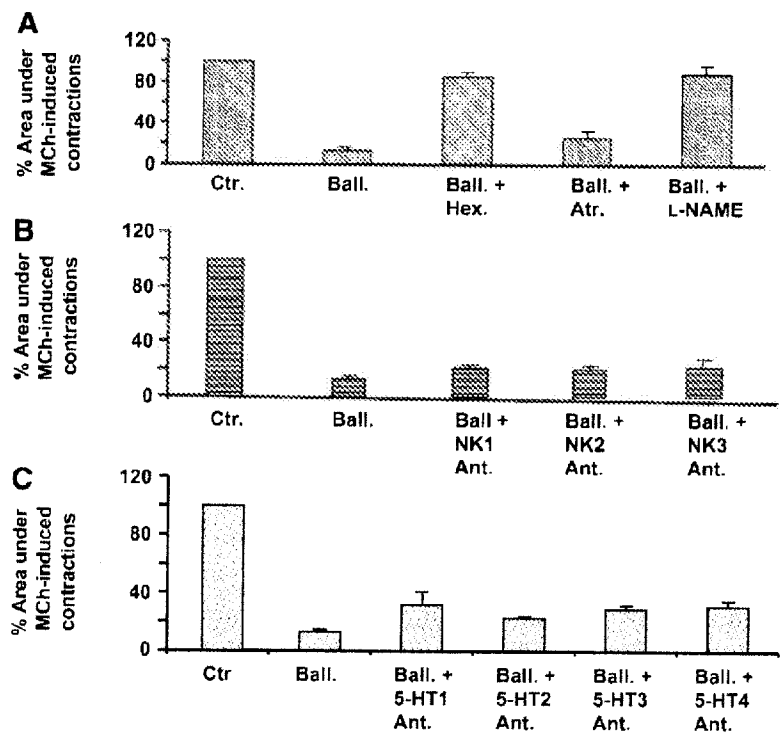 A
% Area under
MCh-induced
contractions
120
80
40
0
Ctr.
Ball.
Ball. +
Hex.
Ball. +
Atr.
Ball. +
L-NAME
B
% Area under
MCh-induced
contractions
120
80
40
0
Ctr.
Ball.
Ball +
NK1
Ant.
Ball. +
NK2
Ant.
Ball. +
NK3
Ant.
C
% Area under
MCh-induced
contractions
120
80
40
0
Ctr
Ball.
Ball. +
5-HT1
Ant.
Ball. +
5-HT2
Ant.
Ball. +
5-HT3
Ant.
Ball. +
5-HT4
Ant.